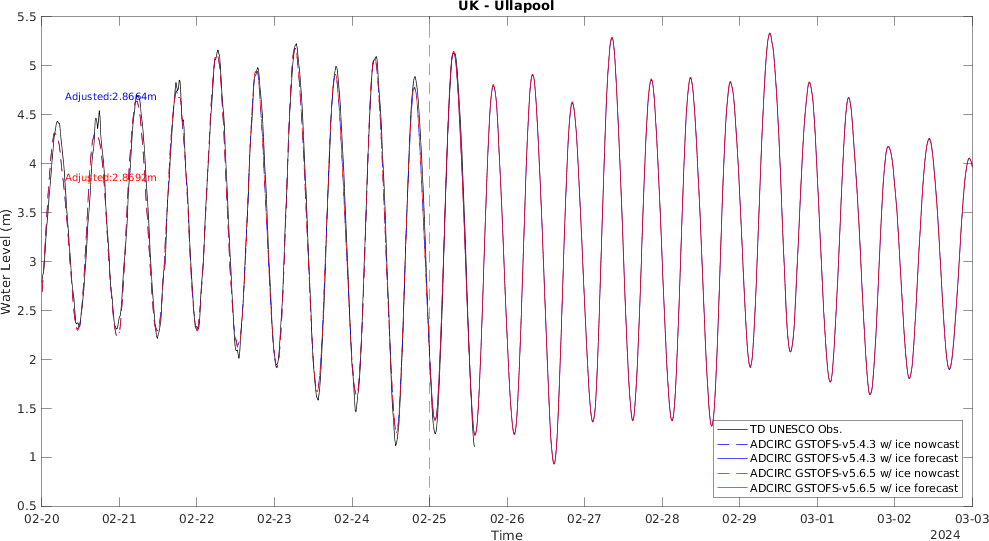 UK - Ullapool
5.5
5
4.5
4
3.5
3
2.5
2
1.5
1
0.5
Water Level (m)
Adjusted:2.8664m
Adjusted:2.8692m
TD UNESCO Obs.
ADCIRC GSTOFS-v5.4.3 w/ ice nowcast
ADCIRC GSTOFS-v5.4.3 w/ ice forecast
ADCIRC GSTOFS-v5.6.5 w/ ice nowcast
ADCIRC GSTOFS-v5.6.5 w/ ice forecast
02-20 02-21 02-22 02-23 02-24 02-25 02-26 02-27 02-28 02-29 03-01 03-02 03-03
Time
2024